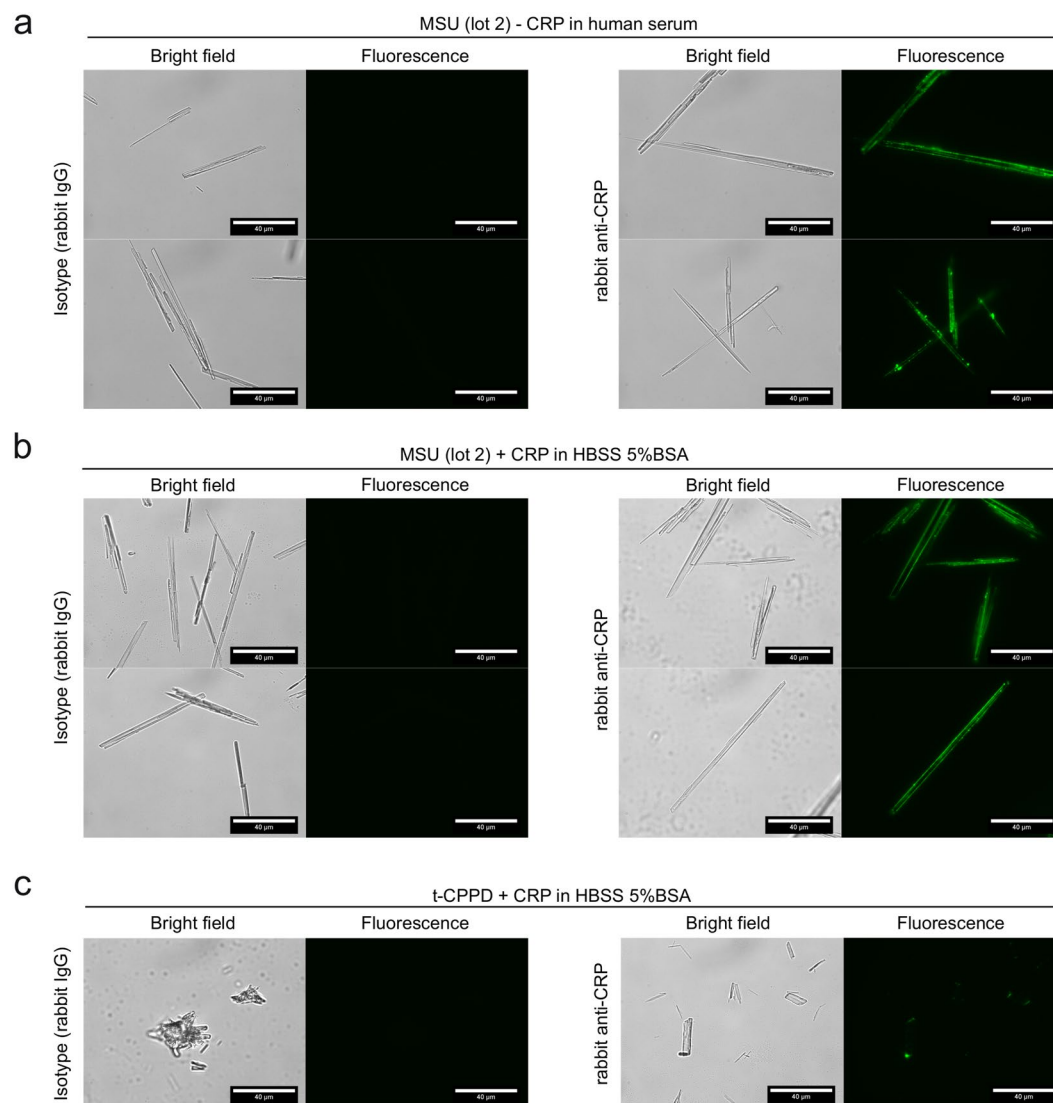 a
MSU (lot 2) - CRP in human serum
Bright field Fluorescence Bright field Fluorescence
Isotype (rabbit IgG)
rabbit anti-CRP
40 µm 40 µm 40 µm 40 µm
40 µm 40 µm 40 µm 40 µm
b
MSU (lot 2) + CRP in HBSS 5%BSA
Bright field Fluorescence Bright field Fluorescence
Isotype (rabbit IgG)
rabbit anti-CRP
40 µm 40 µm 40 µm 40 µm
40 µm 40 µm 40 µm 40 µm
c
t-CPPD + CRP in HBSS 5%BSA
Bright field Fluorescence Bright field Fluorescence
Isotype (rabbit IgG)
rabbit anti-CRP
40 µm 40 µm 40 µm 40 µm